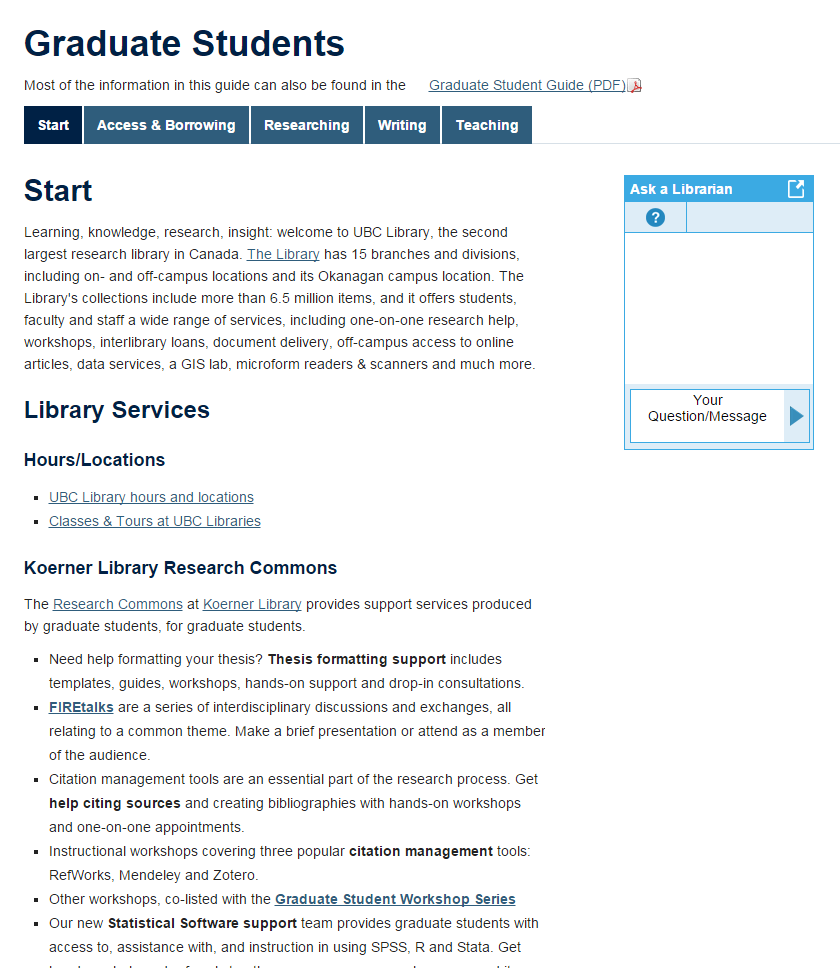 Graduate Students
Most of the information in this guide can also be found in the Graduate Student Guide (PDF)
Start
Access & Borrowing
Researching
Writing
Teaching
Start
Learning, knowledge, research, insight: welcome to UBC Library, the second
largest research library in Canada. The Library has 15 branches and divisions,
including on- and off-campus locations and its Okanagan campus location. The
Library's collections include more than 6.5 million items, and it offers students,
faculty and staff a wide range of services, including one-on-one research help,
workshops, interlibrary loans, document delivery, off-campus access to online
articles, data services, a GIS lab, microform readers & scanners and much more.
Library Services
Hours/Locations
UBC Library hours and locations
Classes & Tours at UBC Libraries
Koerner Library Research Commons
The Research Commons at Koerner Library provides support services produced
by graduate students, for graduate students.
Need help formatting your thesis? Thesis formatting support includes
templates, guides, workshops, hands-on support and drop-in consultations.
FIREtalks are a series of interdisciplinary discussions and exchanges, all
relating to a common theme. Make a brief presentation or attend as a member
of the audience.
Citation management tools are an essential part of the research process. Get
help citing sources and creating bibliographies with hands-on workshops
and one-on-one appointments.
Instructional workshops covering three popular citation management tools:
RefWorks, Mendeley and Zotero.
Other workshops, co-listed with the Graduate Student Workshop Series
Our new Statistical Software support team provides graduate students with
access to, assistance with, and instruction in using SPSS, R and Stata. Get
Ask a Librarian
?
Your
Question/Message